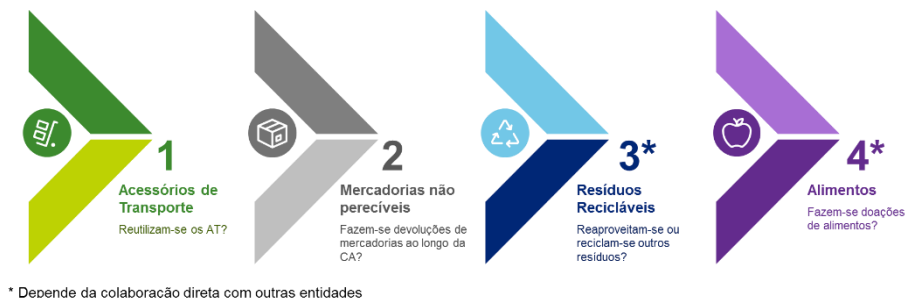 1
Acessórios de
Transporte
Reutilizam-se os AT?
2
Mercadorias não
perecíveis
Fazem-se devoluções de
mercadorias ao longo da
CA?
3*
Resíduos
Recicláveis
Reaproveitam-se ou
reciclam-se outros
resíduos?
4*
Alimentos
Fazem-se doações
de alimentos?
* Depende da colaboração direta com outras entidades